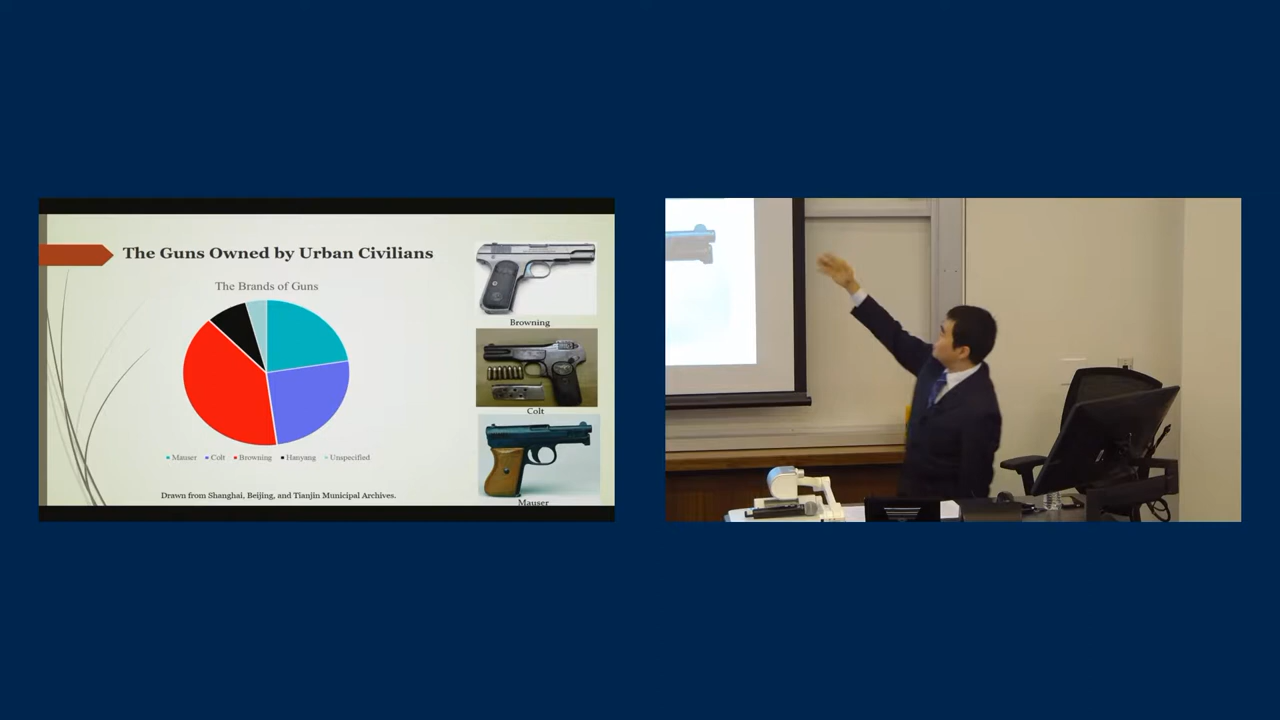 The Guns Owned by Urban Civilians
The Brands of Guns
Mauser Colt Browning Hanyang Unspecified
Drawn from Shanghai, Beijing, and Tianjin Municipal Archives.
Browning
Colt
Mauser